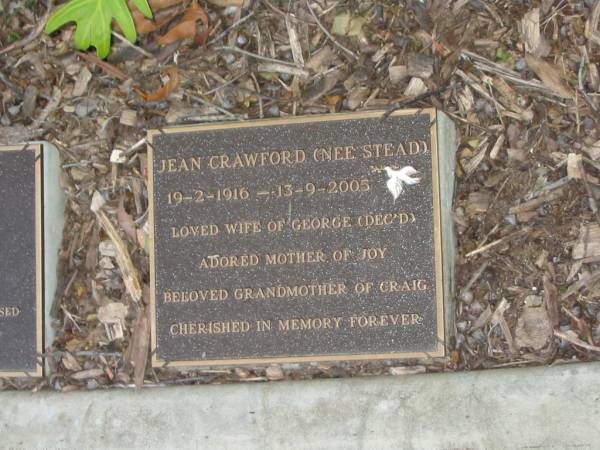 JEAN CRAWFORD (NEE STEAD)
19-2-1916 - 13-9-2005
LOVED WIFE OF GEORGE (DEC'D)
ADORED MOTHER OF JOY
BELOVED GRANDMOTHER OF CRAIG
CHERISHED IN MEMORY FOREVER